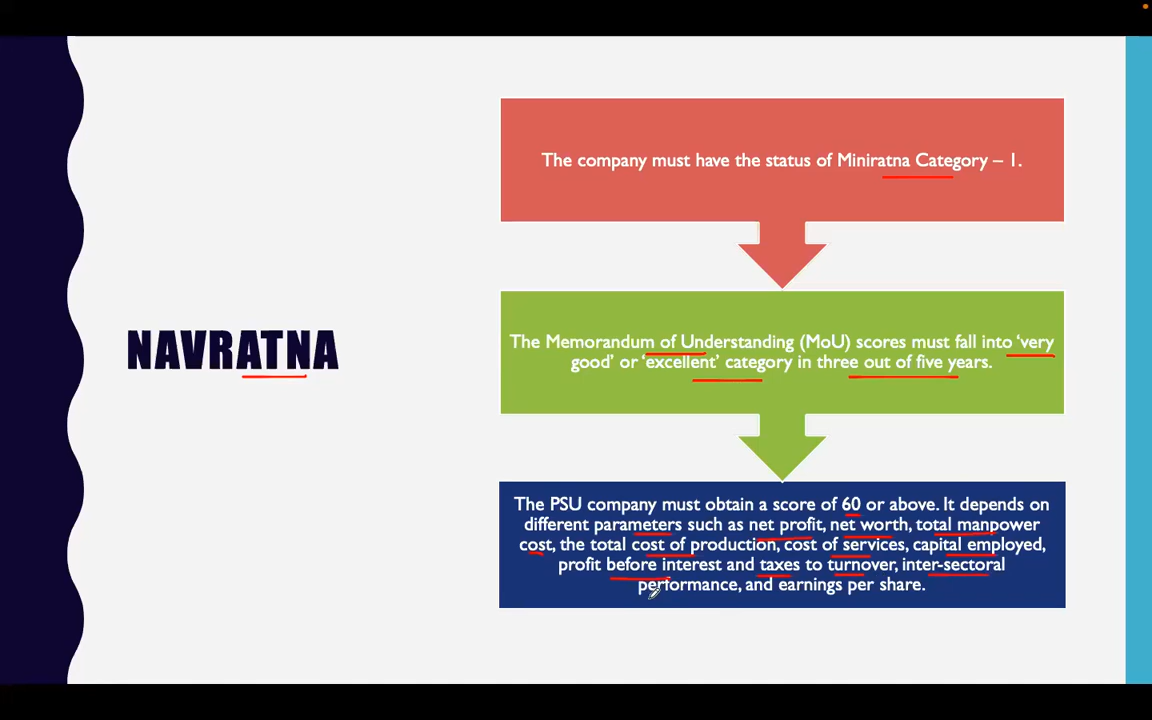 NAVRATNA
The company must have the status of Miniratna Category – 1.
The Memorandum of Understanding (MoU) scores must fall into ‘very
good’ or ‘excellent’ category in three out of five years.
The PSU company must obtain a score of 60 or above. It depends on
different parameters such as net profit, net worth, total manpower
cost, the total cost of production, cost of services, capital employed,
profit before interest and taxes to turnover, inter-sectoral
performance, and earnings per share.